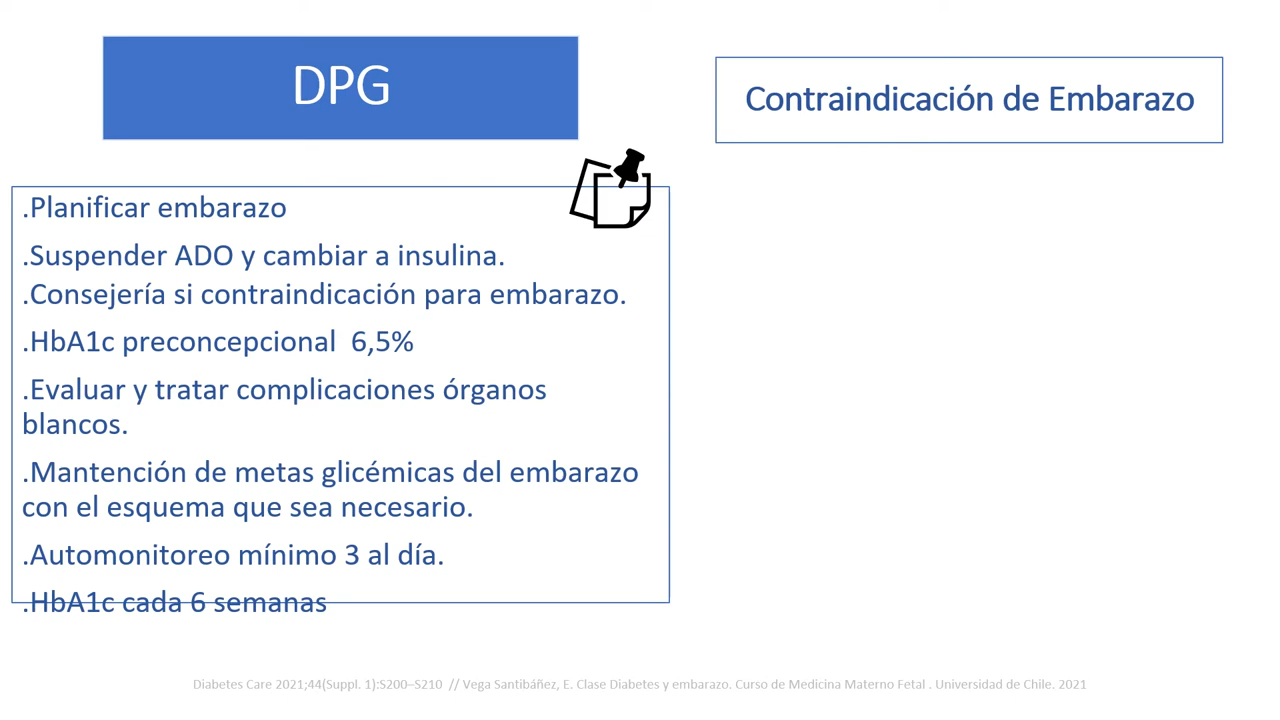 DPG
Contraindicación de Embarazo
.Planificar embarazo
.Suspender ADO y cambiar a insulina.
.Consejería si contraindicación para embarazo.
.HbA1c preconcepcional  6,5%
.Evaluar y tratar complicaciones órganos
blancos.
.Mantención de metas glicémicas del embarazo
con el esquema que sea necesario.
.Automonitoreo mínimo 3 al día.
.HbA1c cada 6 semanas
Diabetes Care 2021;44(Suppl. 1):S200–S210  // Vega Santibáñez, E. Clase Diabetes y embarazo. Curso de Medicina Materno Fetal . Universidad de Chile. 2021